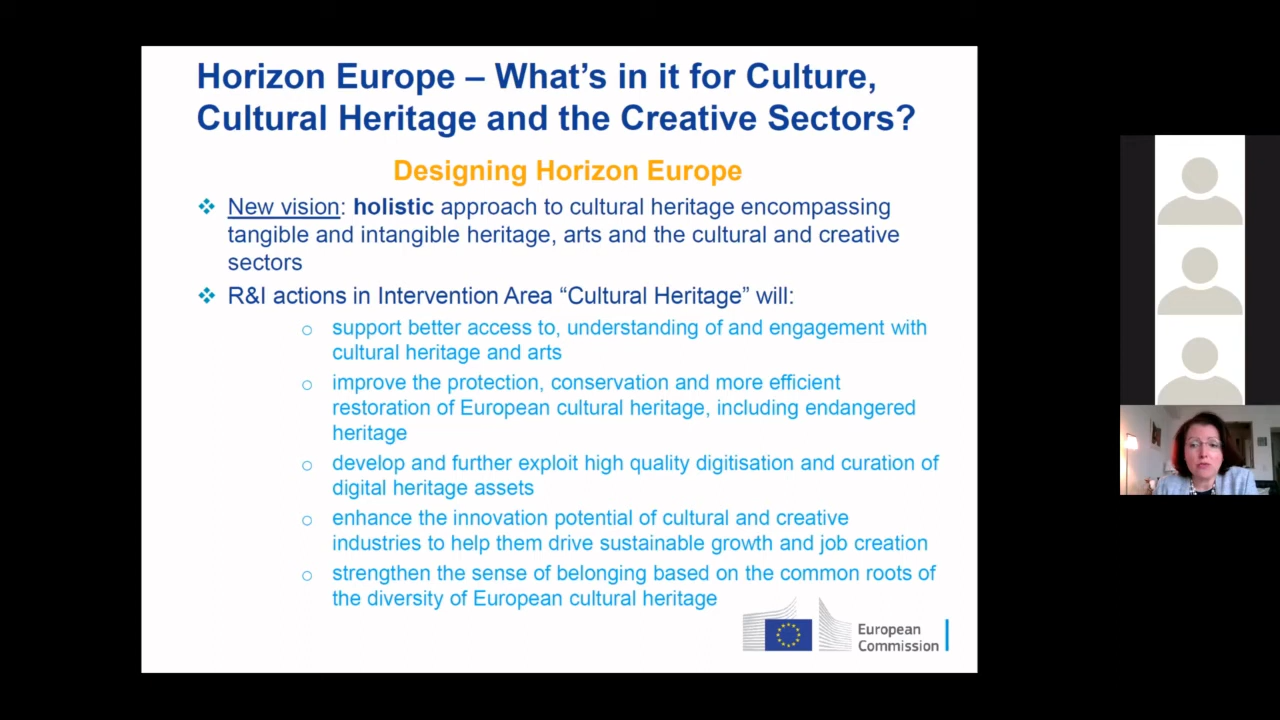 Horizon Europe – What’s in it for Culture,
Cultural Heritage and the Creative Sectors?
Designing Horizon Europe
❖ New vision: holistic approach to cultural heritage encompassing
tangible and intangible heritage, arts and the cultural and creative
sectors
❖ R&I actions in Intervention Area “Cultural Heritage” will:
o support better access to, understanding of and engagement with
cultural heritage and arts
o improve the protection, conservation and more efficient
restoration of European cultural heritage, including endangered
heritage
o develop and further exploit high quality digitisation and curation of
digital heritage assets
o enhance the innovation potential of cultural and creative
industries to help them drive sustainable growth and job creation
o strengthen the sense of belonging based on the common roots of
the diversity of European cultural heritage
European
Commission